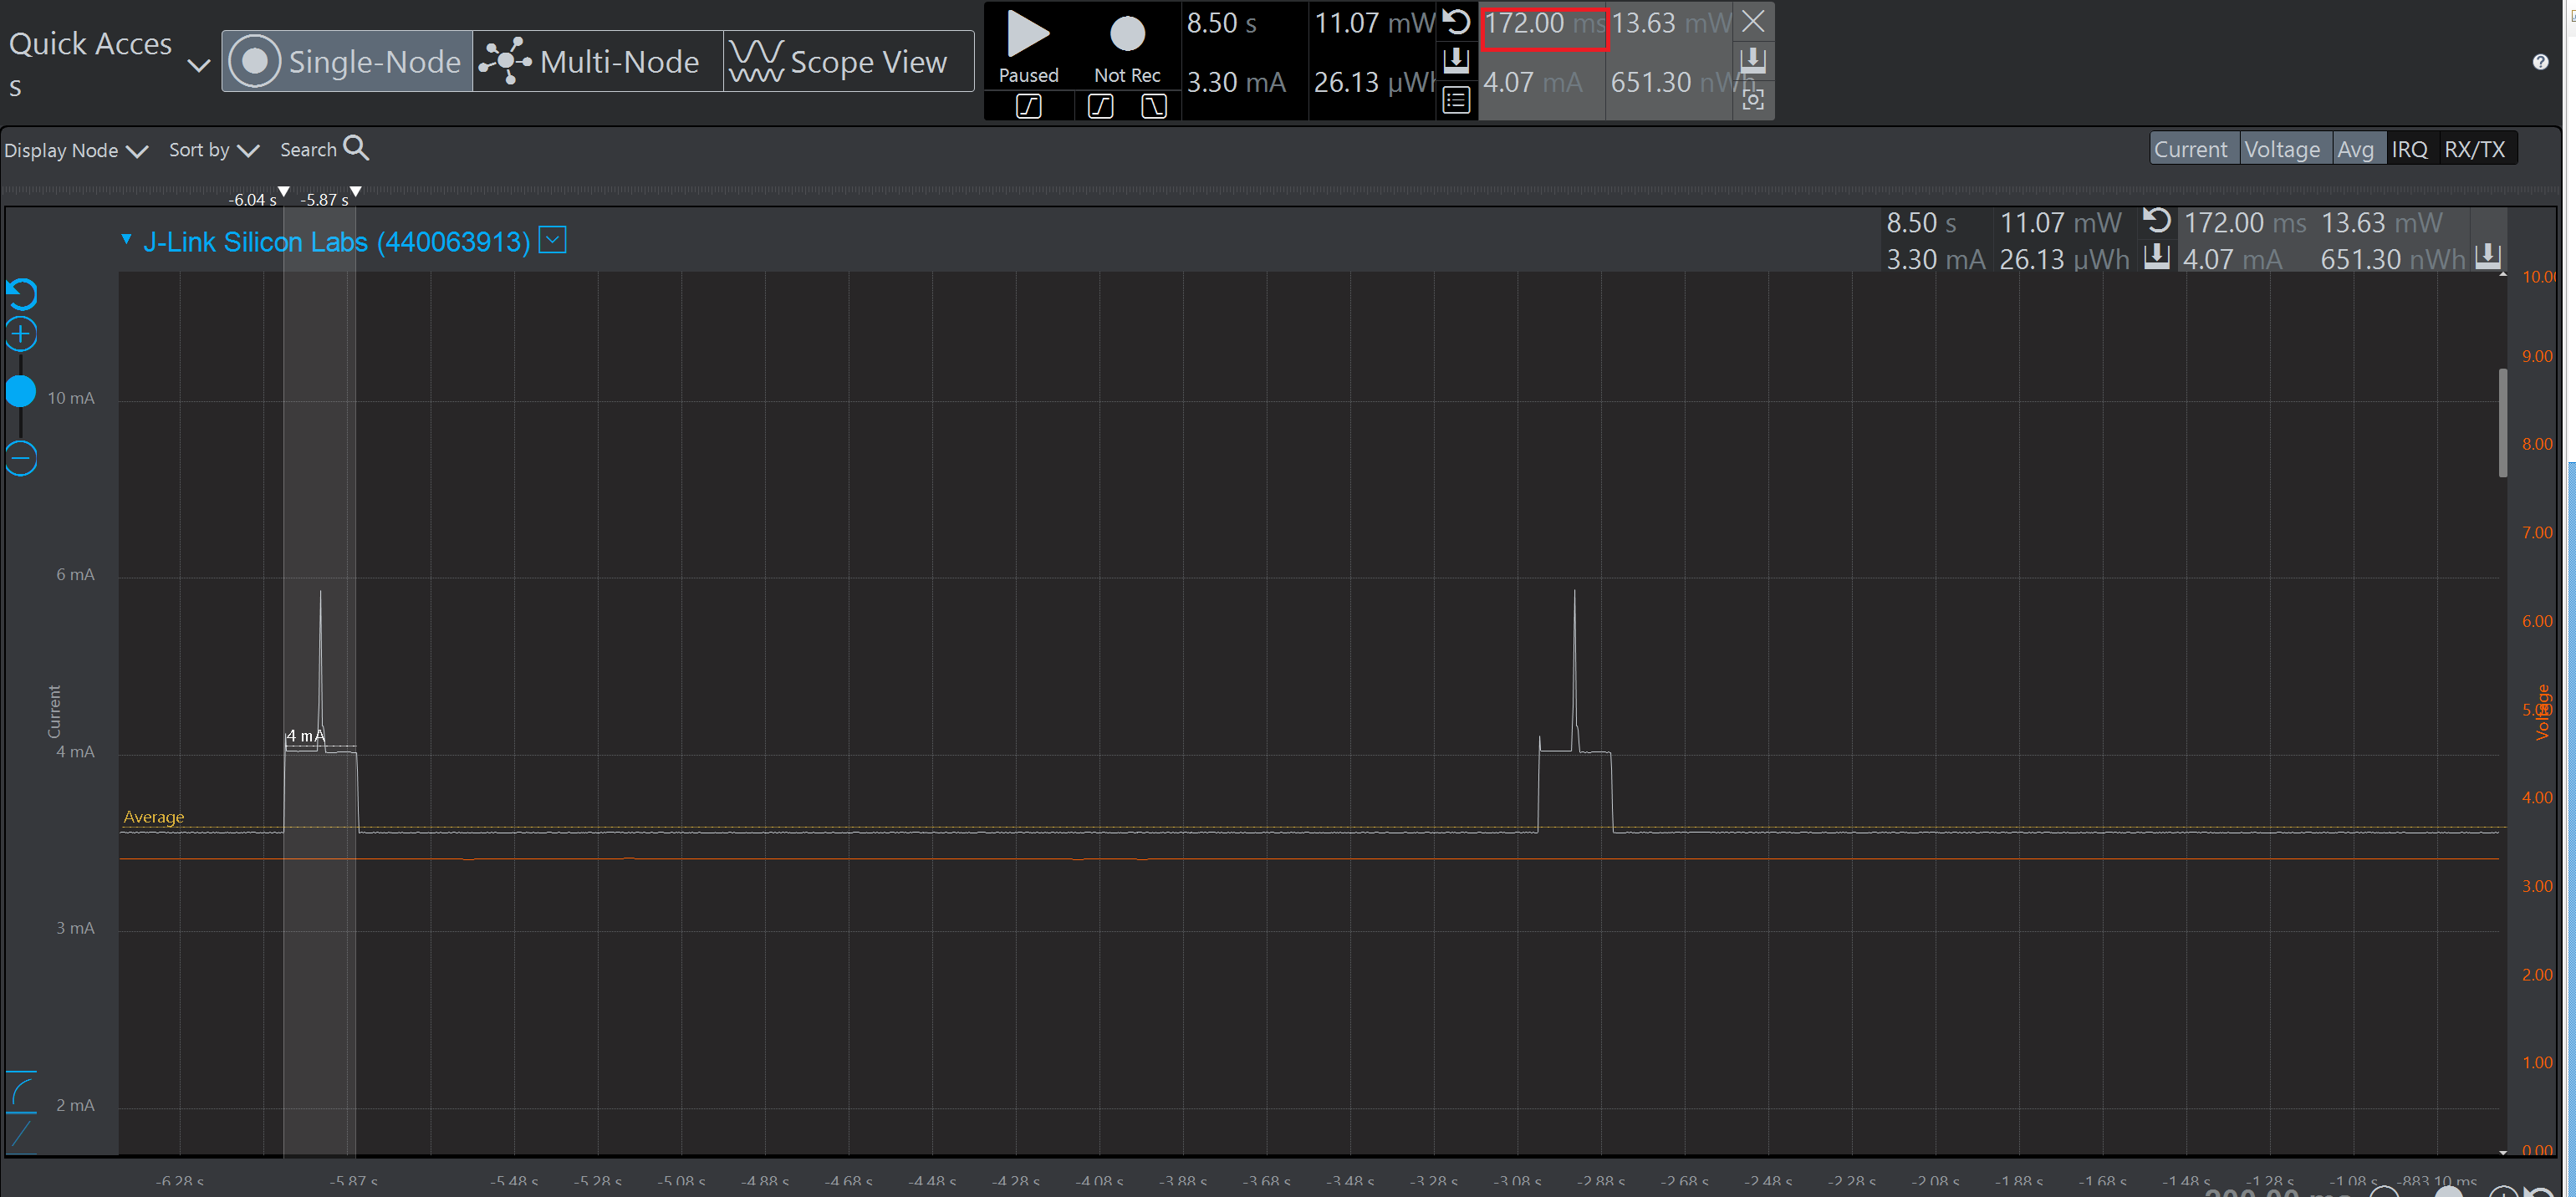 Quick Acces
s
Single-Node
Multi-Node
Scope View
Paused
Not Rec
8.50 s
11.07 mW
3.30 mA
26.13 µWh
172.00 ms
13.63 mW
4.07 mA
651.30 nWh
Display Node
Sort by
Search
Current
Voltage
Avg
IRQ
RX/TX
-6.04 s
-5.87 s
J-Link Silicon Labs (440063913)
8.50 s
11.07 mW
172.00 ms
13.63 mW
3.30 mA
26.13 µWh
4.07 mA
651.30 nWh
10.00
9.00
10 mA
8.00
7.00
6 mA
6.00
Current
Voltage
5.00
4 mA
4 mA
4.00
Average
3.00
3 mA
2.00
1.00
2 mA
0.00
-6.28 s
-5.87 s
-5.48 s
-5.28 s
-5.08 s
-4.88 s
-4.68 s
-4.48 s
-4.28 s
-4.08 s
-3.88 s
-3.68 s
-3.48 s
-3.28 s
-3.08 s
-2.88 s
-2.68 s
-2.48 s
-2.28 s
-2.08 s
-1.88 s
-1.68 s
-1.48 s
-1.28 s
-1.08 s
-883.10 ms
200.00 ms